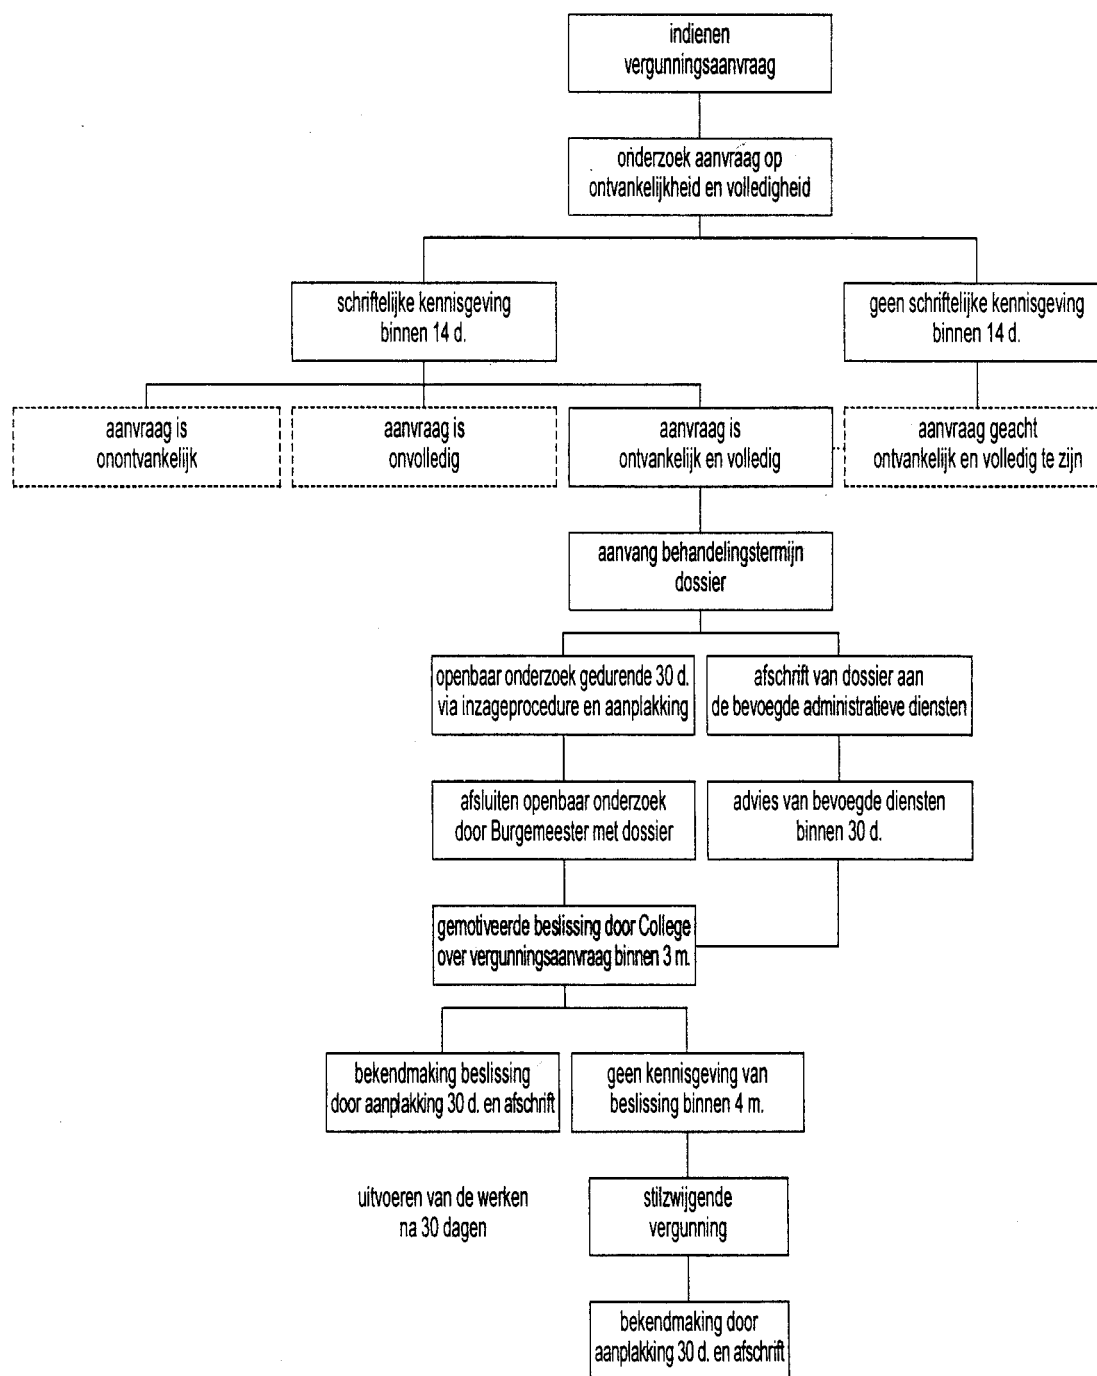 indienen
vergunningsaanvraag
onderzoek aanvraag op
ontvankelijkheid en volledigheid
schriftelijke kennisgeving
binnen 14 d.
geen schriftelijke kennisgeving
binnen 14 d.
aanvraag is
onontvankelijk
aanvraag is
onvolledig
aanvraag is
ontvankelijk en volledig
aanvraag geacht
ontvankelijk en volledig te zijn
aanvang behandelingstermijn
dossier
openbaar onderzoek gedurende 30 d.
via inzageprocedure en aanplakking
afschrift van dossier aan
de bevoegde administratieve diensten
afsluiten openbaar onderzoek
door Burgemeester met dossier
advies van bevoegde diensten
binnen 30 d.
gemotiveerde beslissing door College
over vergunningsaanvraag binnen 3 m.
bekendmaking beslissing
door aanplakking 30 d. en afschrift
geen kennisgeving van
beslissing binnen 4 m.
uitvoeren van de werken
na 30 dagen
stilzwijgende
vergunning
bekendmaking door
aanplakking 30 d. en afschrift